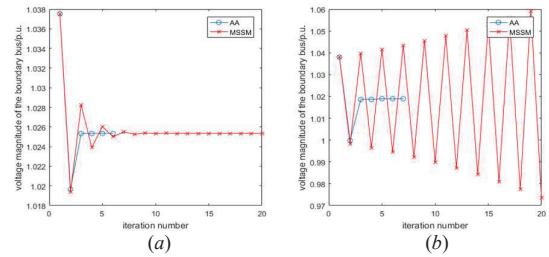 1.038
1.036
1.034
1.032
1.03
1.028
1.026
1.024
1.022
1.02
1.018
voltage magnitude of the boundary bus/p.u.
AA
MSSM
0 5 10 15 20
iteration number
(a)
1.06
1.05
1.04
1.03
1.02
1.01
1
0.99
0.98
0.97
voltage magnitude of the boundary bus/p.u.
AA
MSSM
0 5 10 15 20
iteration number
(b)